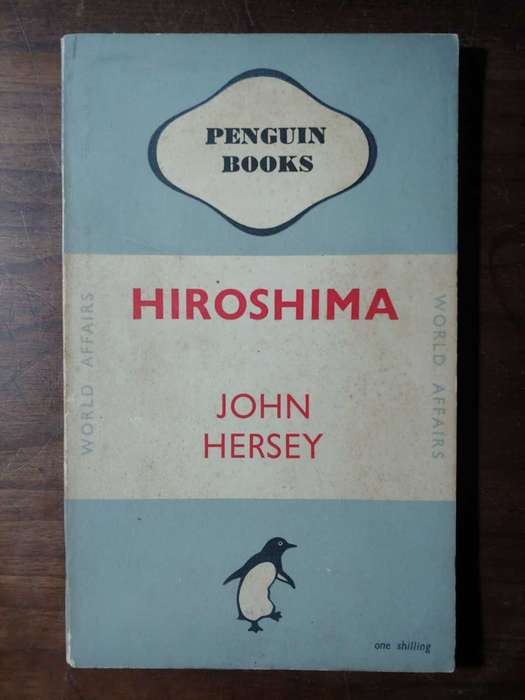 PENGUIN
BOOKS
HIROSHIMA
WORLD AFFAIRS
WORLD AFFAIRS
JOHN
HERSEY
one shilling